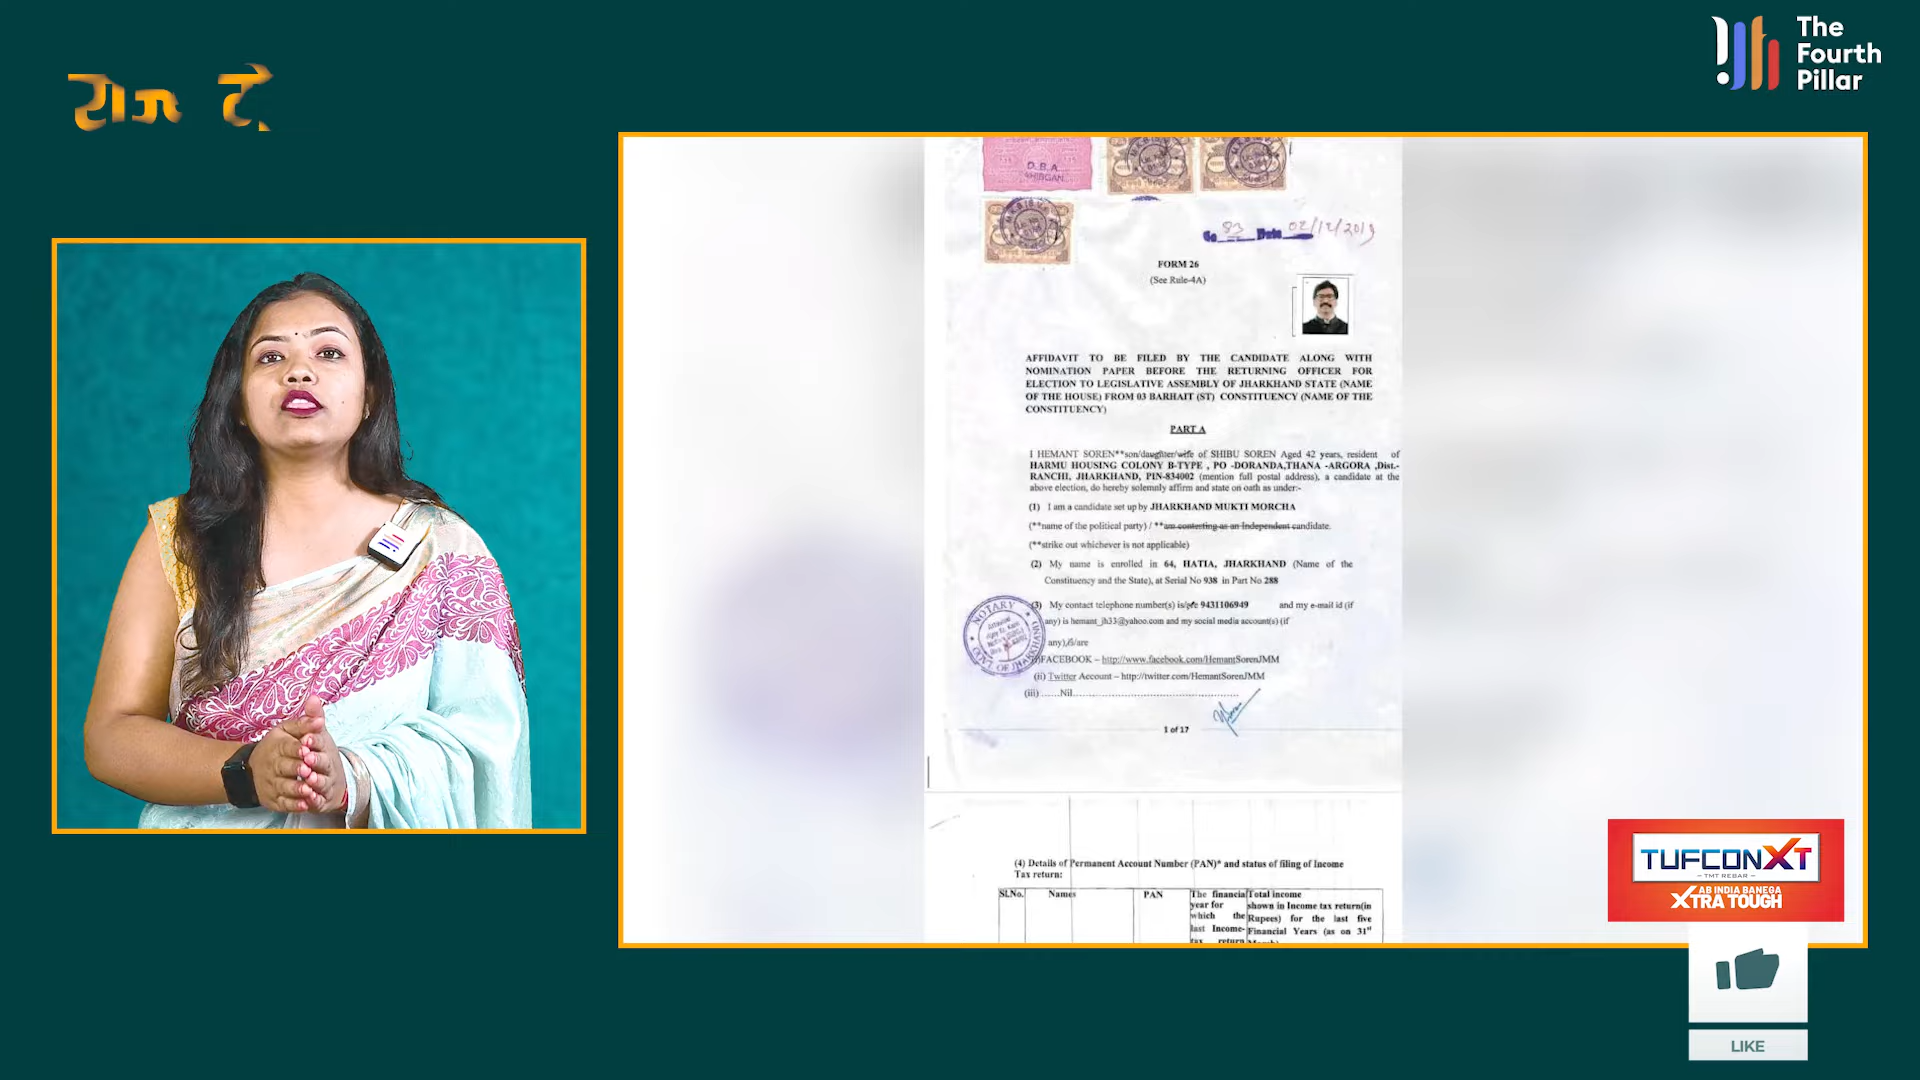 The
Fourth
Pillar
राज
D.B.A
83 Date 02/12/2019
FORM 26
(See Rule-4A)
AFFIDAVIT TO BE FILED BY THE CANDIDATE ALONG WITH
NOMINATION PAPER BEFORE THE RETURNING OFFICER FOR
ELECTION TO LEGISLATIVE ASSEMBLY OF JHARKHAND STATE (NAME
OF THE HOUSE) FROM 03 BARHAIT (ST) CONSTITUENCY (NAME OF THE
CONSTITUENCY)
PART A
I HEMANT SOREN**son/daughter/wife of SHIBU SOREN Aged 42 years, resident of
HARMU HOUSING COLONY B-TYPE , PO -DORANDA,THANA -ARGORA ,Dist.-
RANCHI, JHARKHAND, PIN-834002 (mention full postal address), a candidate at the
above election, do hereby solemnly affirm and state on oath as under:-
(1) I am a candidate set up by JHARKHAND MUKTI MORCHA
(**name of the political party) / **am contesting as an Independent candidate.
(**strike out whichever is not applicable)
(2) My name is enrolled in 64, HATIA, JHARKHAND (Name of the
Constituency and the State), at Serial No 938 in Part No 288
(3) My contact telephone number(s) is/are 9431106949 and my e-mail id (if
any) is hemant_jh33@yahoo.com and my social media account(s) (if
any),is/are
FACEBOOK – http://www.facebook.com/HemantSorenJMM
(ii) Twitter Account – http://twitter.com/HemantSorenJMM
(iii) ......Nil..................................................
NOTARY
GOVT. OF JHARKHAND
1 of 17
(4) Details of Permanent Account Number (PAN)* and status of filing of Income
Tax return:
Sl.No. Names PAN The financial year for which the last Income-tax return Total income shown in Income tax return(in Rupees) for the last five Financial Years (as on 31st March)
TUFCON XT
– TMT REBAR –
AB INDIA BANEGA
XTRA TOUGH
LIKE